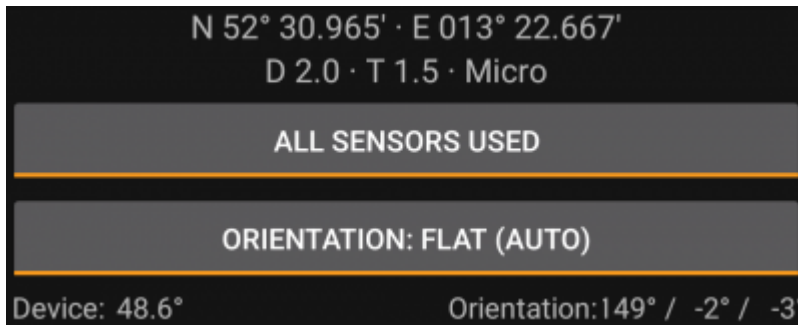 N 52° 30.965' · E 013° 22.667'
D 2.0 · T 1.5 · Micro
ALL SENSORS USED
ORIENTATION: FLAT (AUTO)
Device: 48.6°
Orientation:149° / -2° / -3